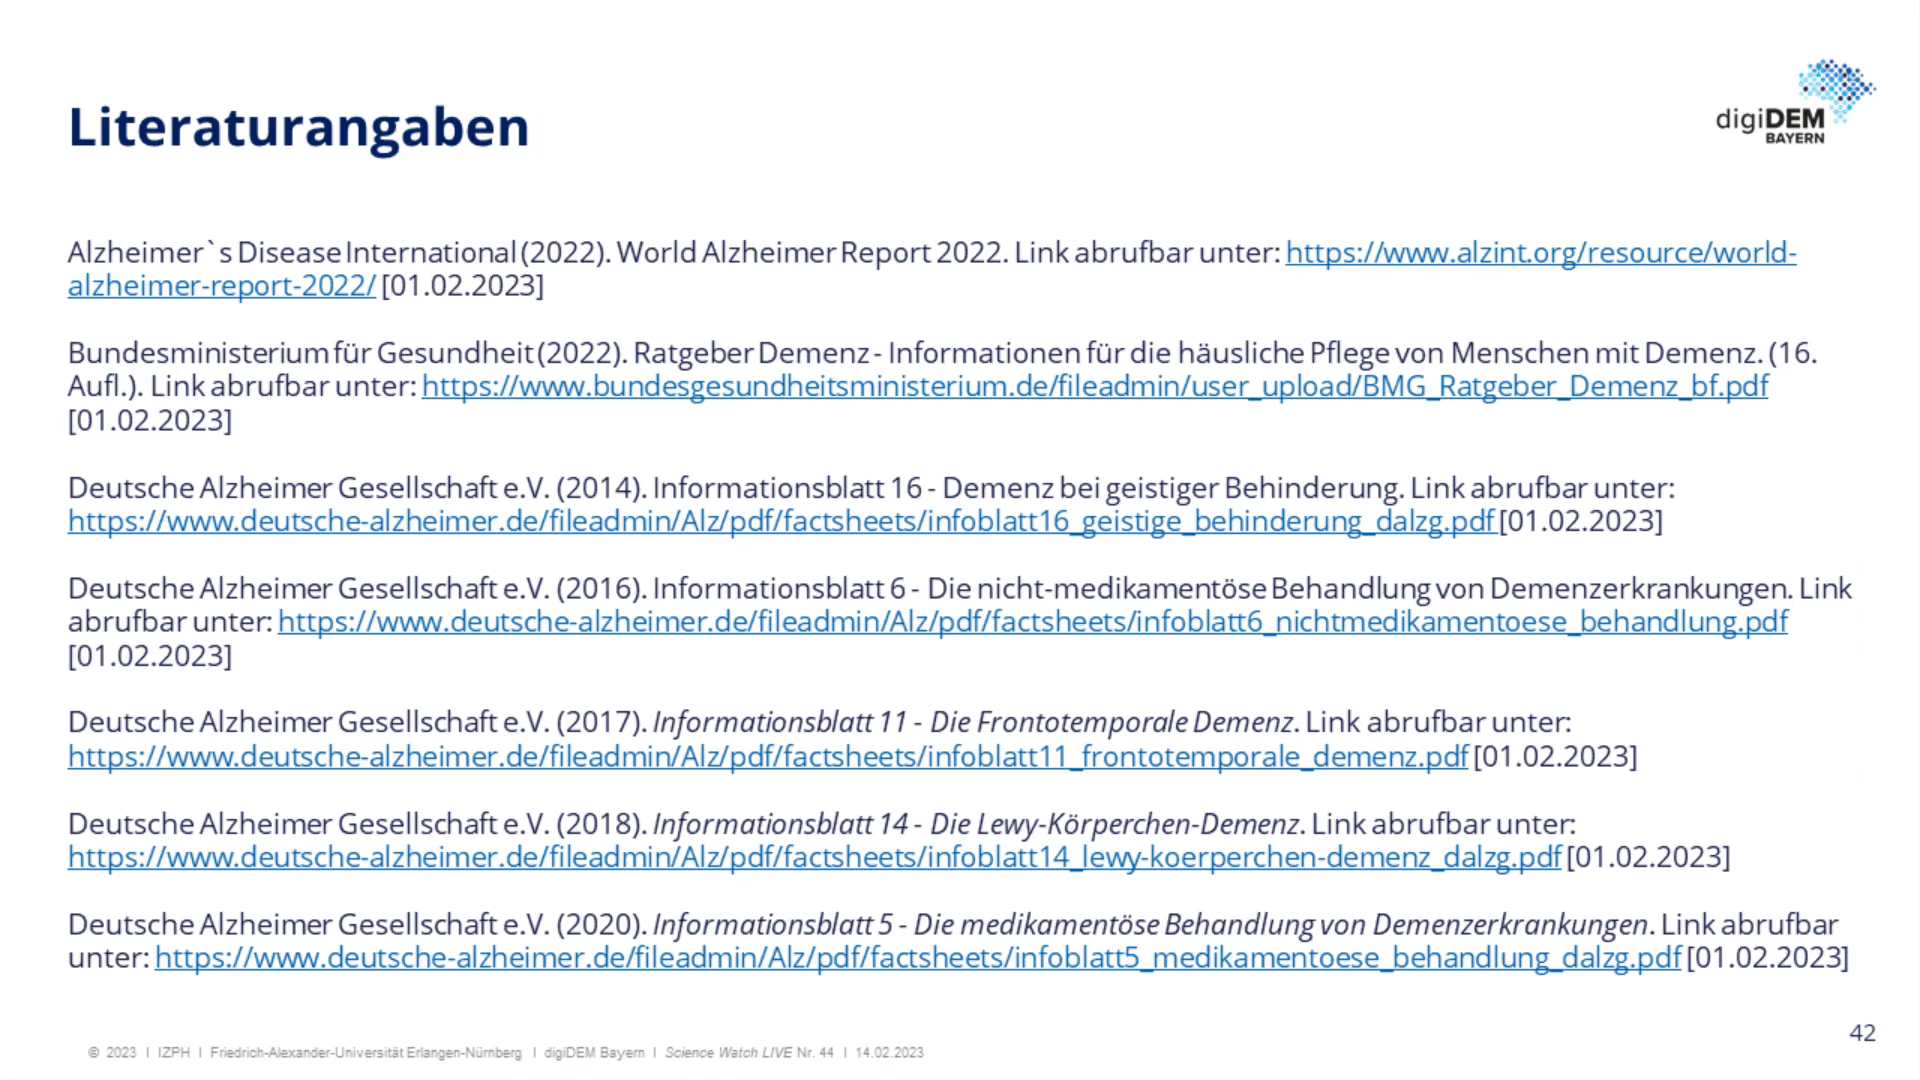 Literaturangaben
digiDEM
BAYERN
Alzheimer`s Disease International (2022). World Alzheimer Report 2022. Link abrufbar unter: https://www.alzint.org/resource/world-
alzheimer-report-2022/ [01.02.2023]
Bundesministerium für Gesundheit (2022). Ratgeber Demenz - Informationen für die häusliche Pflege von Menschen mit Demenz. (16.
Aufl.). Link abrufbar unter: https://www.bundesgesundheitsministerium.de/fileadmin/user_upload/BMG_Ratgeber_Demenz_bf.pdf
[01.02.2023]
Deutsche Alzheimer Gesellschaft e.V. (2014). Informationsblatt 16 - Demenz bei geistiger Behinderung. Link abrufbar unter:
https://www.deutsche-alzheimer.de/fileadmin/Alz/pdf/factsheets/infoblatt16_geistige_behinderung_dalzg.pdf [01.02.2023]
Deutsche Alzheimer Gesellschaft e.V. (2016). Informationsblatt 6 - Die nicht-medikamentöse Behandlung von Demenzerkrankungen. Link
abrufbar unter: https://www.deutsche-alzheimer.de/fileadmin/Alz/pdf/factsheets/infoblatt6_nichtmedikamentoese_behandlung.pdf
[01.02.2023]
Deutsche Alzheimer Gesellschaft e.V. (2017). Informationsblatt 11 - Die Frontotemporale Demenz. Link abrufbar unter:
https://www.deutsche-alzheimer.de/fileadmin/Alz/pdf/factsheets/infoblatt11_frontotemporale_demenz.pdf [01.02.2023]
Deutsche Alzheimer Gesellschaft e.V. (2018). Informationsblatt 14 - Die Lewy-Körperchen-Demenz. Link abrufbar unter:
https://www.deutsche-alzheimer.de/fileadmin/Alz/pdf/factsheets/infoblatt14_lewy-koerperchen-demenz_dalzg.pdf [01.02.2023]
Deutsche Alzheimer Gesellschaft e.V. (2020). Informationsblatt 5 - Die medikamentöse Behandlung von Demenzerkrankungen. Link abrufbar
unter: https://www.deutsche-alzheimer.de/fileadmin/Alz/pdf/factsheets/infoblatt5_medikamentoese_behandlung_dalzg.pdf [01.02.2023]
42
© 2023 I IZPH I Friedrich-Alexander-Universität Erlangen-Nürnberg I digiDEM Bayern I Science Watch LIVE Nr. 44 I 14.02.2023